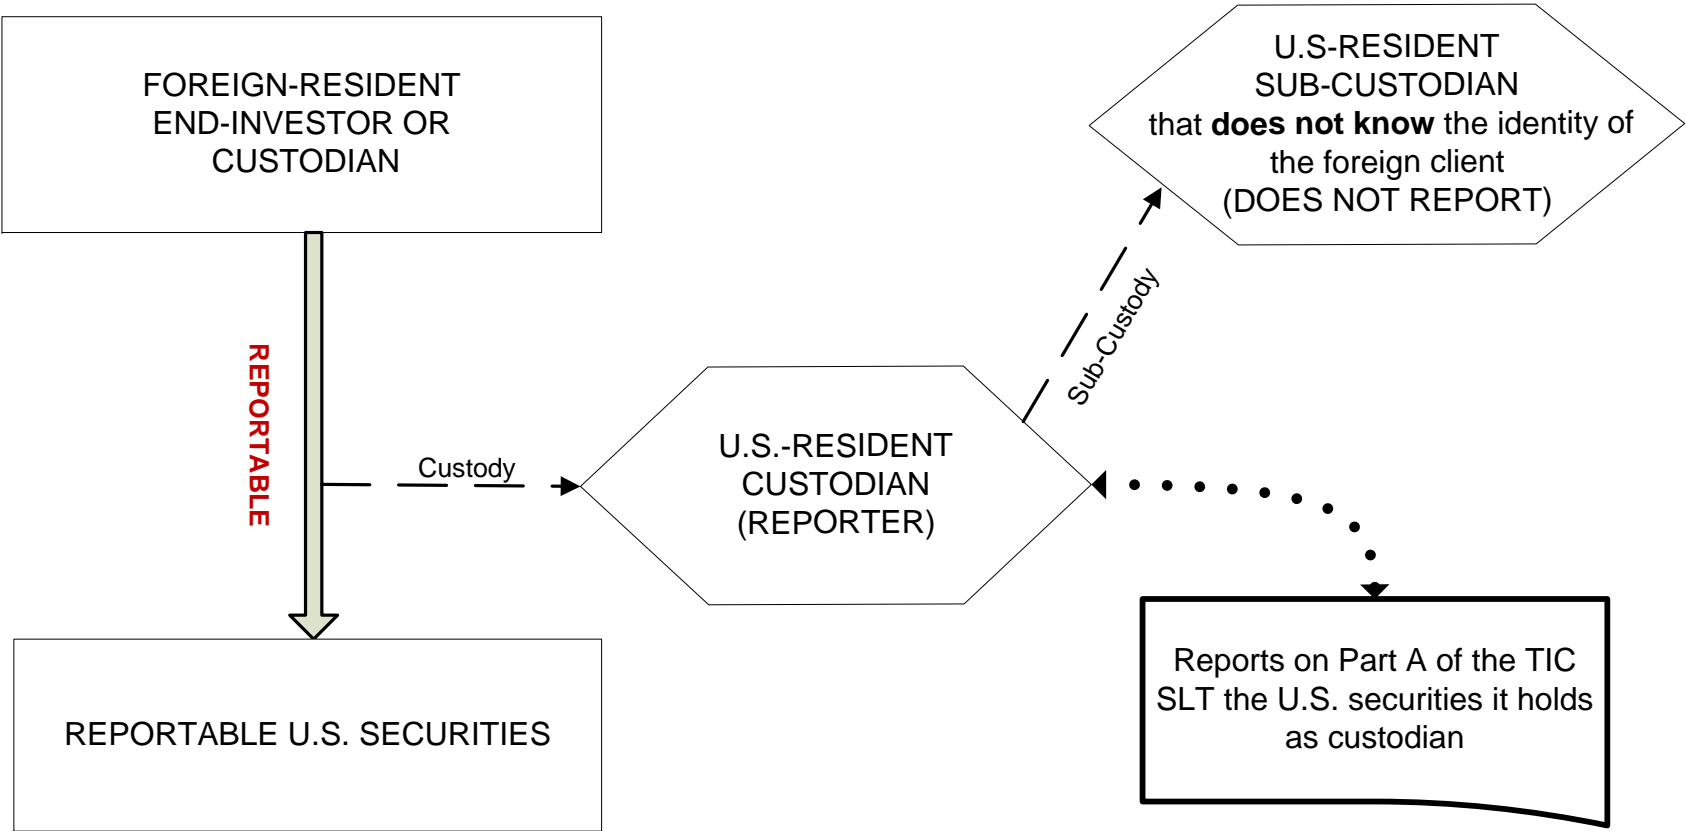 FOREIGN-RESIDENT
END-INVESTOR OR
CUSTODIAN
U.S-RESIDENT
SUB-CUSTODIAN
that does not know the identity of
the foreign client
(DOES NOT REPORT)
REPORTABLE
Custody
Sub-Custody
U.S.-RESIDENT
CUSTODIAN
(REPORTER)
REPORTABLE U.S. SECURITIES
Reports on Part A of the TIC
SLT the U.S. securities it holds
as custodian